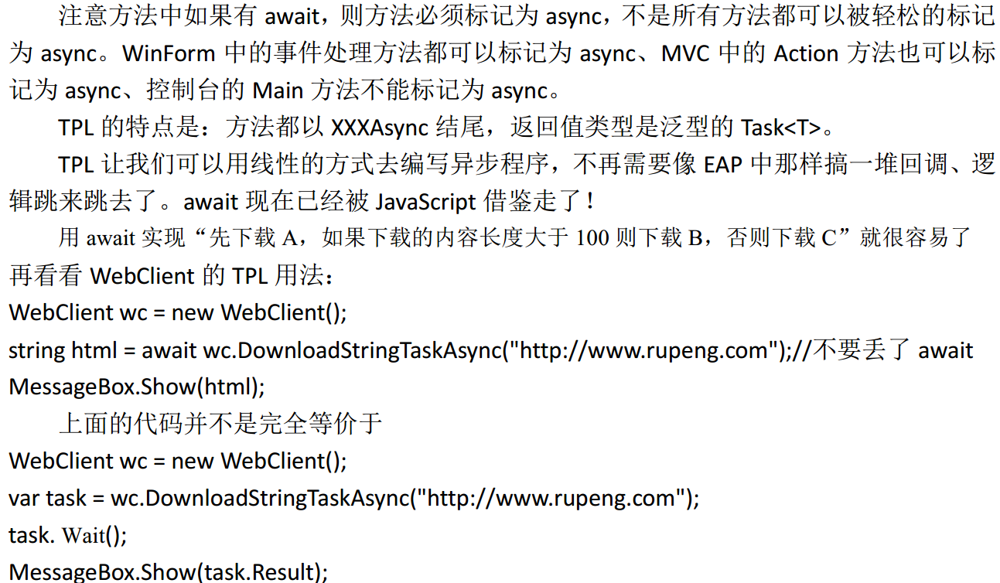 注意方法中如果有 await，则方法必须标记为 async，不是所有方法都可以被轻松的标记
为 async。WinForm 中的事件处理方法都可以标记为 async、MVC 中的 Action 方法也可以标
记为 async、控制台的 Main 方法不能标记为 async。
TPL 的特点是：方法都以 XXXAsync 结尾，返回值类型是泛型的 Task<T>。
TPL 让我们可以用线性的方式去编写异步程序，不再需要像 EAP 中那样搞一堆回调、逻
辑跳来跳去了。await 现在已经被 JavaScript 借鉴走了！
用 await 实现“先下载 A，如果下载的内容长度大于 100 则下载 B，否则下载 C”就很容易了
再看看 WebClient 的 TPL 用法：
WebClient wc = new WebClient();
string html = await wc.DownloadStringTaskAsync("http://www.rupeng.com");//不要丢了 await
MessageBox.Show(html);
上面的代码并不是完全等价于
WebClient wc = new WebClient();
var task = wc.DownloadStringTaskAsync("http://www.rupeng.com");
task. Wait();
MessageBox.Show(task.Result);